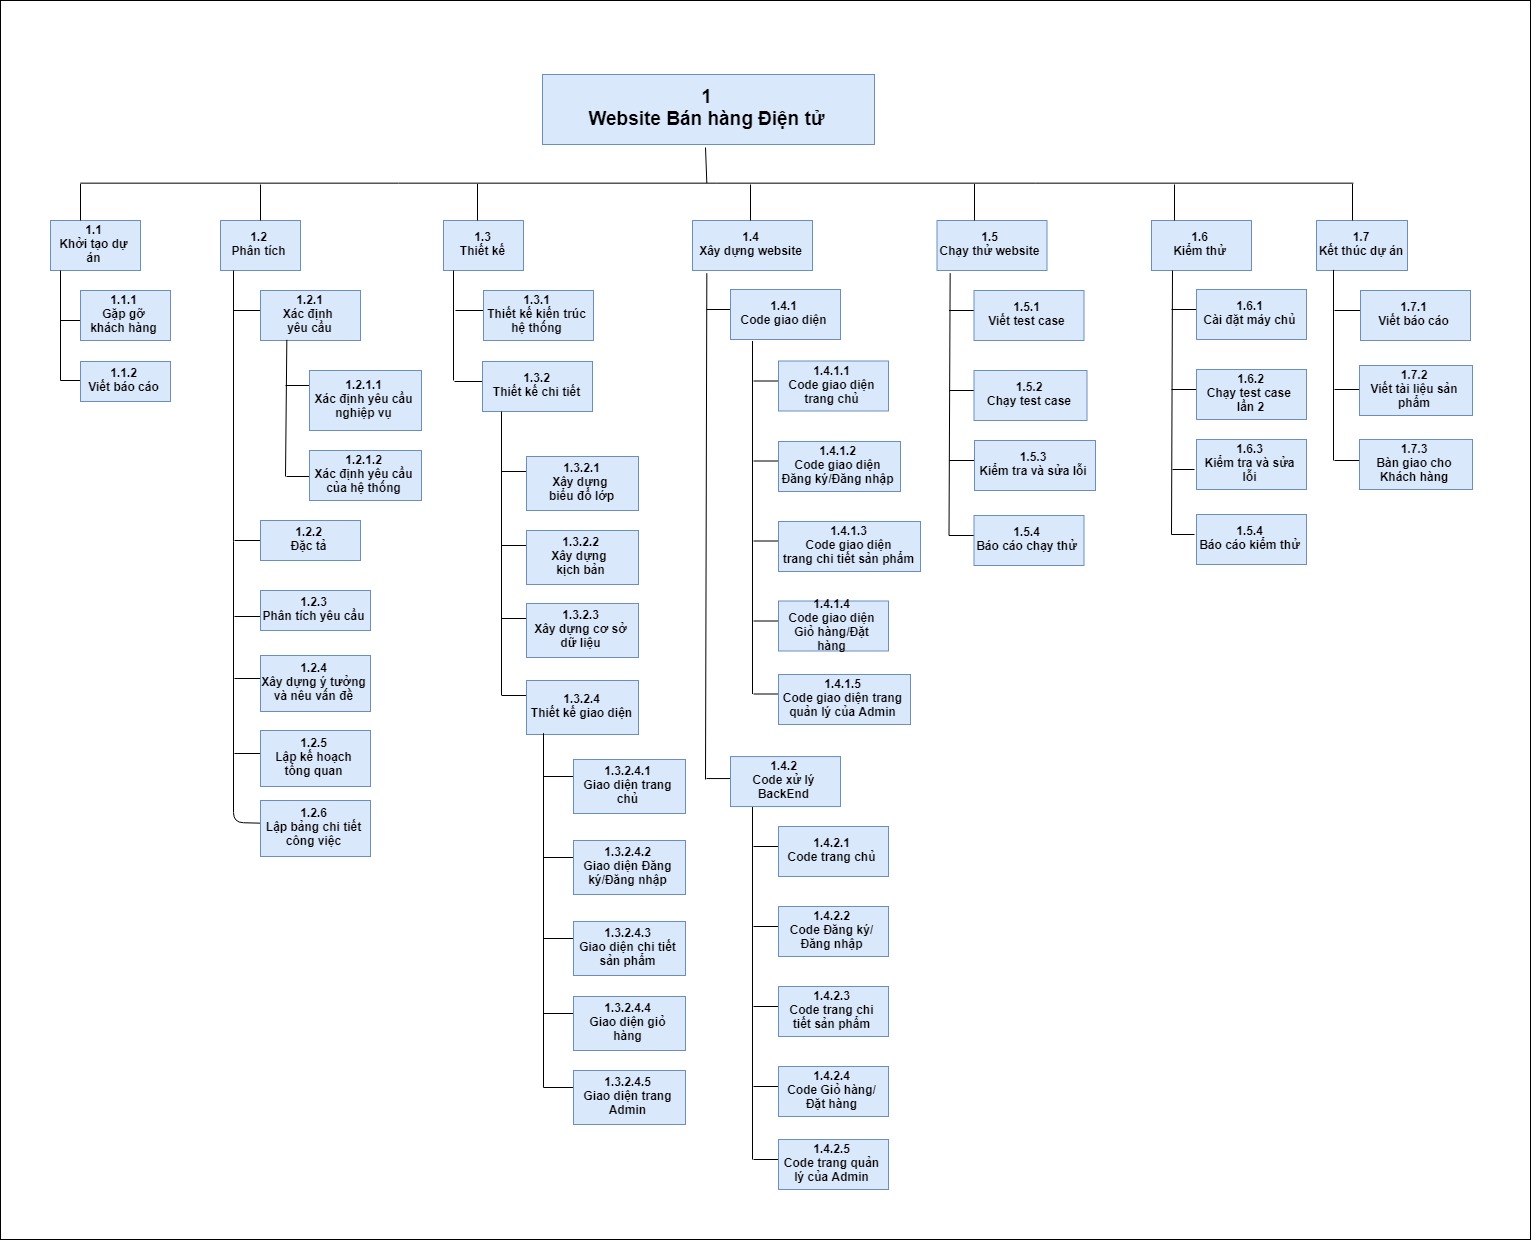 1
Website Bán hàng Điện tử
1.1
Khởi tạo dự
án
1.1.1
Gặp gỡ
khách hàng
1.1.2
Viết báo cáo
1.2
Phân tích
1.2.1
Xác định
yêu cầu
1.2.1.1
Xác định yêu cầu
nghiệp vụ
1.2.1.2
Xác định yêu cầu
của hệ thống
1.2.2
Đặc tả
1.2.3
Phân tích yêu cầu
1.2.4
Xây dựng ý tưởng
và nêu vấn đề
1.2.5
Lập kế hoạch
tổng quan
1.2.6
Lập bảng chi tiết
công việc
1.3
Thiết kế
1.3.1
Thiết kế kiến trúc
hệ thống
1.3.2
Thiết kế chi tiết
1.3.2.1
Xây dựng
biểu đồ lớp
1.3.2.2
Xây dựng
kịch bản
1.3.2.3
Xây dựng cơ sở
dữ liệu
1.3.2.4
Thiết kế giao diện
1.3.2.4.1
Giao diện trang
chủ
1.3.2.4.2
Giao diện Đăng
ký/Đăng nhập
1.3.2.4.3
Giao diện chi tiết
sản phẩm
1.3.2.4.4
Giao diện giỏ
hàng
1.3.2.4.5
Giao diện trang
Admin
1.4
Xây dựng website
1.4.1
Code giao diện
1.4.1.1
Code giao diện
trang chủ
1.4.1.2
Code giao diện
Đăng ký/Đăng nhập
1.4.1.3
Code giao diện
trang chi tiết sản phẩm
1.4.1.4
Code giao diện
Giỏ hàng/Đặt
hàng
1.4.1.5
Code giao diện trang
quản lý của Admin
1.4.2
Code xử lý
BackEnd
1.4.2.1
Code trang chủ
1.4.2.2
Code Đăng ký/
Đăng nhập
1.4.2.3
Code trang chi
tiết sản phẩm
1.4.2.4
Code Giỏ hàng/
Đặt hàng
1.4.2.5
Code trang quản
lý của Admin
1.5
Chạy thử website
1.5.1
Viết test case
1.5.2
Chạy test case
1.5.3
Kiểm tra và sửa lỗi
1.5.4
Báo cáo chạy thử
1.6
Kiểm thử
1.6.1
Cài đặt máy chủ
1.6.2
Chạy test case
lần 2
1.6.3
Kiểm tra và sửa
lỗi
1.5.4
Báo cáo kiểm thử
1.7
Kết thúc dự án
1.7.1
Viết báo cáo
1.7.2
Viết tài liệu sản
phẩm
1.7.3
Bàn giao cho
Khách hàng